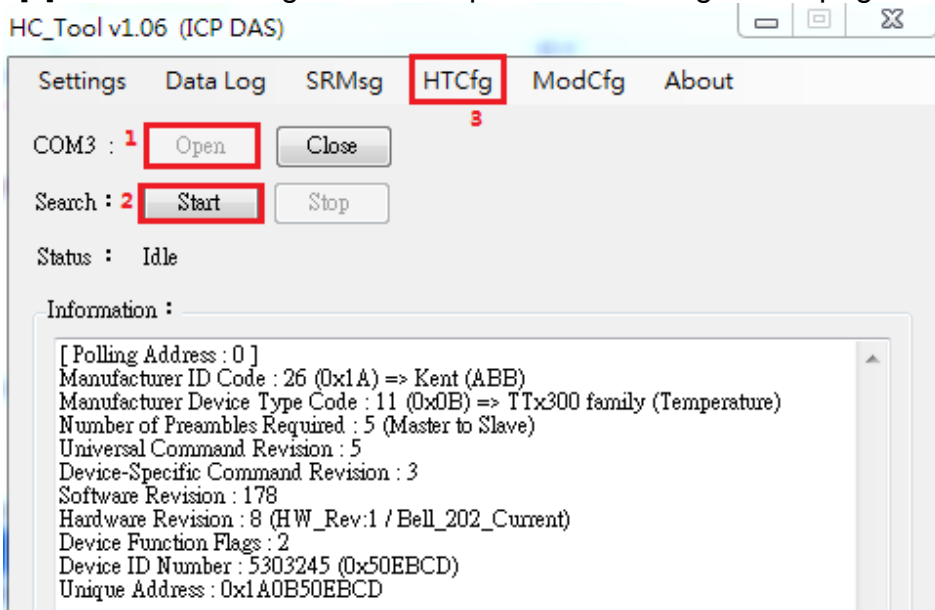 HC_Tool v1.06 (ICP DAS)
Settings Data Log SRMsg HTCfg ModCfg About
3
COM3 : 1 Open Close
Search : 2 Start Stop
Status : Idle
Information :
[ Polling Address : 0 ]
Manufacturer ID Code : 26 (0x1A) => Kent (ABB)
Manufacturer Device Type Code : 11 (0x0B) => TTx300 family (Temperature)
Number of Preambles Required : 5 (Master to Slave)
Universal Command Revision : 5
Device-Specific Command Revision : 3
Software Revision : 178
Hardware Revision : 8 (HW_Rev:1 / Bell_202_Current)
Device Function Flags : 2
Device ID Number : 5303245 (0x50EBCD)
Unique Address : 0x1A0B50EBCD